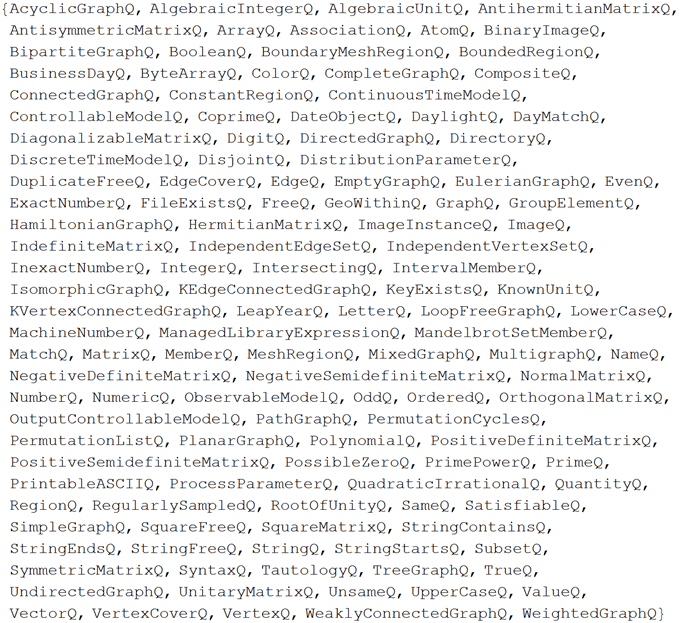 {AcyclicGraphQ, AlgebraicIntegerQ, AlgebraicUnitQ, AntihermitianMatrixQ,
AntisymmetricMatrixQ, ArrayQ, AssociationQ, AtomQ, BinaryImageQ,
BipartiteGraphQ, BooleanQ, BoundaryMeshRegionQ, BoundedRegionQ,
BusinessDayQ, ByteArrayQ, ColorQ, CompleteGraphQ, CompositeQ,
ConnectedGraphQ, ConstantRegionQ, ContinuousTimeModelQ,
ControllableModelQ, CoprimeQ, DateObjectQ, DaylightQ, DayMatchQ,
DiagonalizableMatrixQ, DigitQ, DirectedGraphQ, DirectoryQ,
DiscreteTimeModelQ, DisjointQ, DistributionParameterQ,
DuplicateFreeQ, EdgeCoverQ, EdgeQ, EmptyGraphQ, EulerianGraphQ, EvenQ,
ExactNumberQ, FileExistsQ, FreeQ, GeoWithinQ, GraphQ, GroupElementQ,
HamiltonianGraphQ, HermitianMatrixQ, ImageInstanceQ, ImageQ,
IndefiniteMatrixQ, IndependentEdgeSetQ, IndependentVertexSetQ,
InexactNumberQ, IntegerQ, IntersectingQ, IntervalMemberQ,
IsomorphicGraphQ, KEdgeConnectedGraphQ, KeyExistsQ, KnownUnitQ,
KVertexConnectedGraphQ, LeapYearQ, LetterQ, LoopFreeGraphQ, LowerCaseQ,
MachineNumberQ, ManagedLibraryExpressionQ, MandelbrotSetMemberQ,
MatchQ, MatrixQ, MemberQ, MeshRegionQ, MixedGraphQ, MultigraphQ, NameQ,
NegativeDefiniteMatrixQ, NegativeSemidefiniteMatrixQ, NormalMatrixQ,
NumberQ, NumericQ, ObservableModelQ, OddQ, OrderedQ, OrthogonalMatrixQ,
OutputControllableModelQ, PathGraphQ, PermutationCyclesQ,
PermutationListQ, PlanarGraphQ, PolynomialQ, PositiveDefiniteMatrixQ,
PositiveSemidefiniteMatrixQ, PossibleZeroQ, PrimePowerQ, PrimeQ,
PrintableASCIIQ, ProcessParameterQ, QuadraticIrrationalQ, QuantityQ,
RegionQ, RegularlySampledQ, RootOfUnityQ, SameQ, SatisfiableQ,
SimpleGraphQ, SquareFreeQ, SquareMatrixQ, StringContainsQ,
StringEndsQ, StringFreeQ, StringQ, StringStartsQ, SubsetQ,
SymmetricMatrixQ, SyntaxQ, TautologyQ, TreeGraphQ, TrueQ,
UndirectedGraphQ, UnitaryMatrixQ, UnsameQ, UpperCaseQ, ValueQ,
VectorQ, VertexCoverQ, VertexQ, WeaklyConnectedGraphQ, WeightedGraphQ}